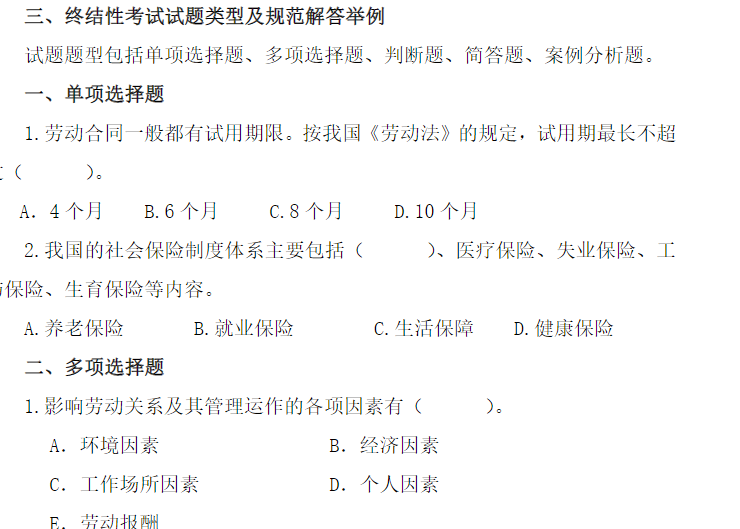 三、终结性考试试题类型及规范解答举例
试题题型包括单项选择题、多项选择题、判断题、简答题、案例分析题。
一、单项选择题
1.劳动合同一般都有试用期限。按我国《劳动法》的规定，试用期最长不超
（      ）。
A. 4 个月    B.6 个月    C.8 个月    D.10 个月
2.我国的社会保险制度体系主要包括（      ）、医疗保险、失业保险、工
保险、生育保险等内容。
A.养老保险    B.就业保险    C.生活保障    D.健康保险
二、多项选择题
1.影响劳动关系及其管理运作的各项因素有（      ）。
A. 环境因素    B. 经济因素
C. 工作场所因素    D. 个人因素
E. 劳动报酬